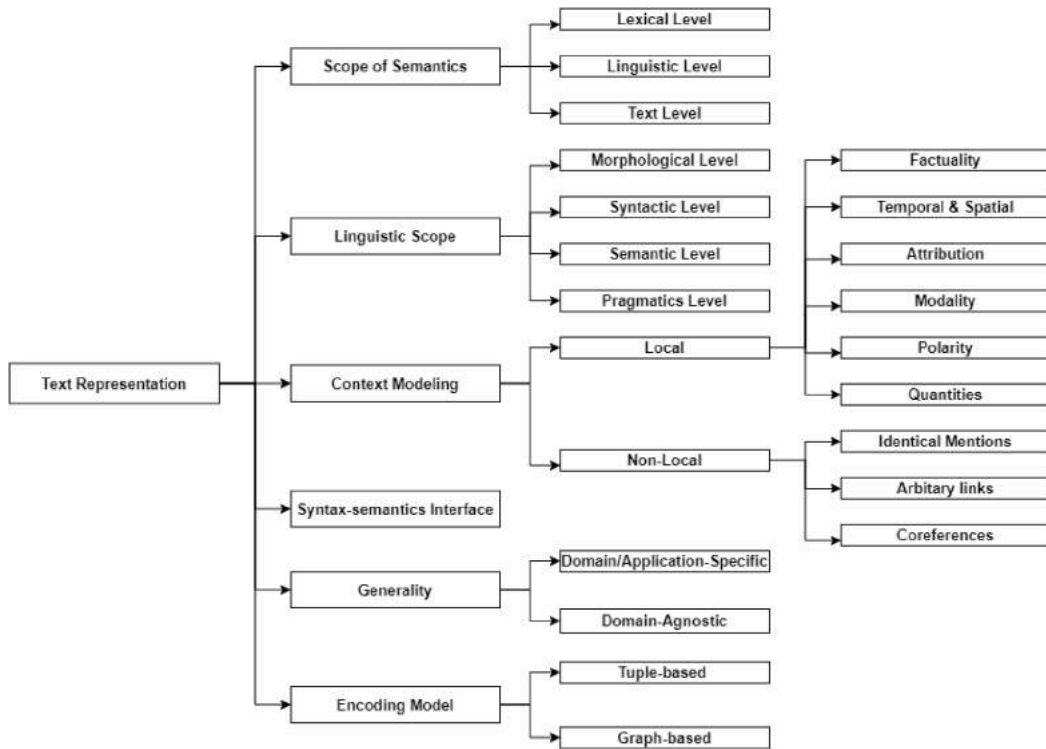 Text Representation
Scope of Semantics
Lexical Level
Linguistic Level
Text Level
Linguistic Scope
Morphological Level
Syntactic Level
Semantic Level
Pragmatics Level
Context Modeling
Local
Factuality
Temporal & Spatial
Attribution
Modality
Polarity
Quantities
Non-Local
Identical Mentions
Arbitary links
Coreferences
Syntax-semantics Interface
Generality
Domain/Application-Specific
Domain-Agnostic
Encoding Model
Tuple-based
Graph-based